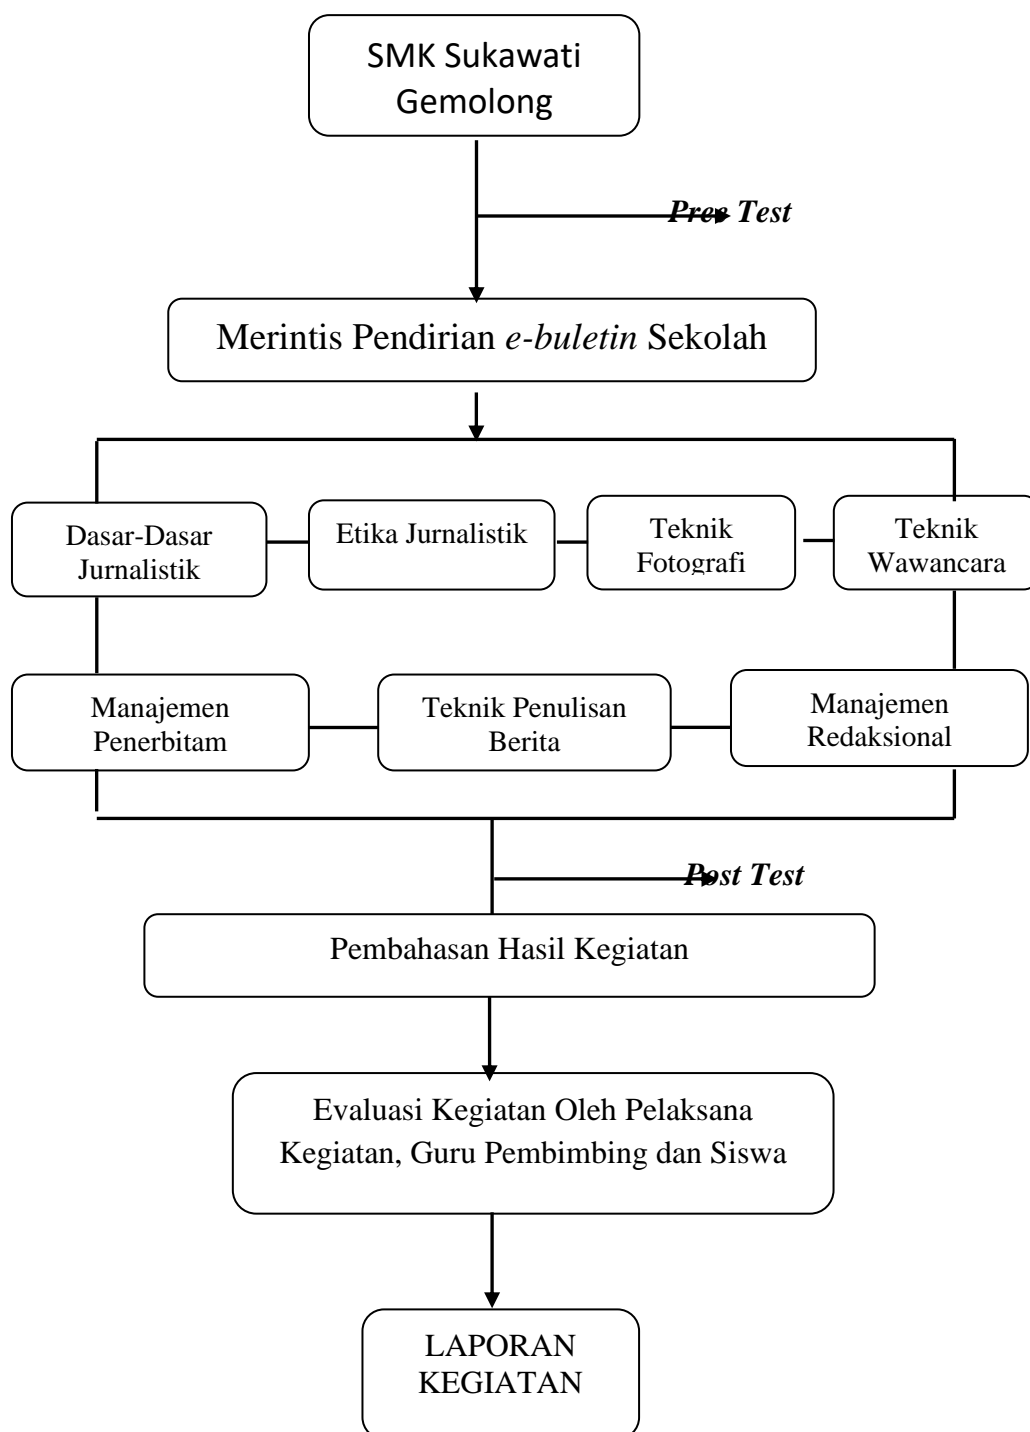 SMK Sukawati
Gemolong
Pree Test
Merintis Pendirian e-buletin Sekolah
Dasar-Dasar
Jurnalistik
Etika Jurnalistik
Teknik
Fotografi
Teknik
Wawancara
Manajemen
Penerbitam
Teknik Penulisan
Berita
Manajemen
Redaksional
Post Test
Pembahasan Hasil Kegiatan
Evaluasi Kegiatan Oleh Pelaksana
Kegiatan, Guru Pembimbing dan Siswa
LAPORAN
KEGIATAN